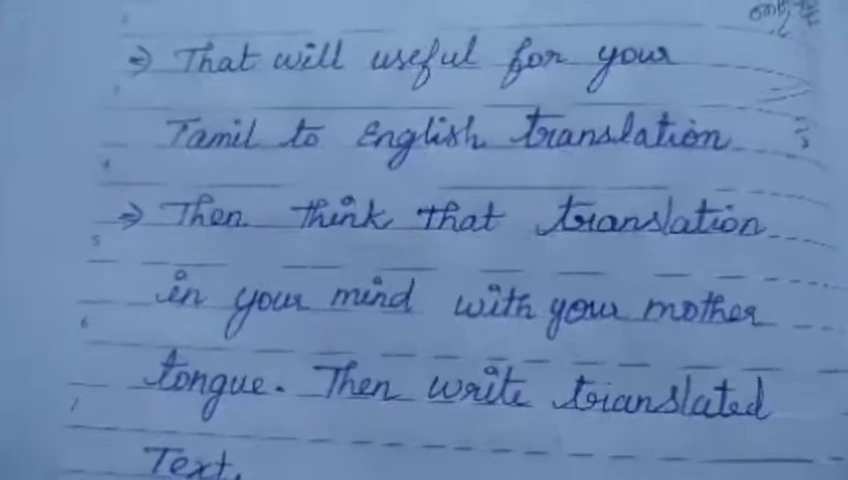 ⇒ That will useful for your
Tamil to English translation
⇒ Then think that translation
in your mind with your mother
tongue. Then write translated
Text.